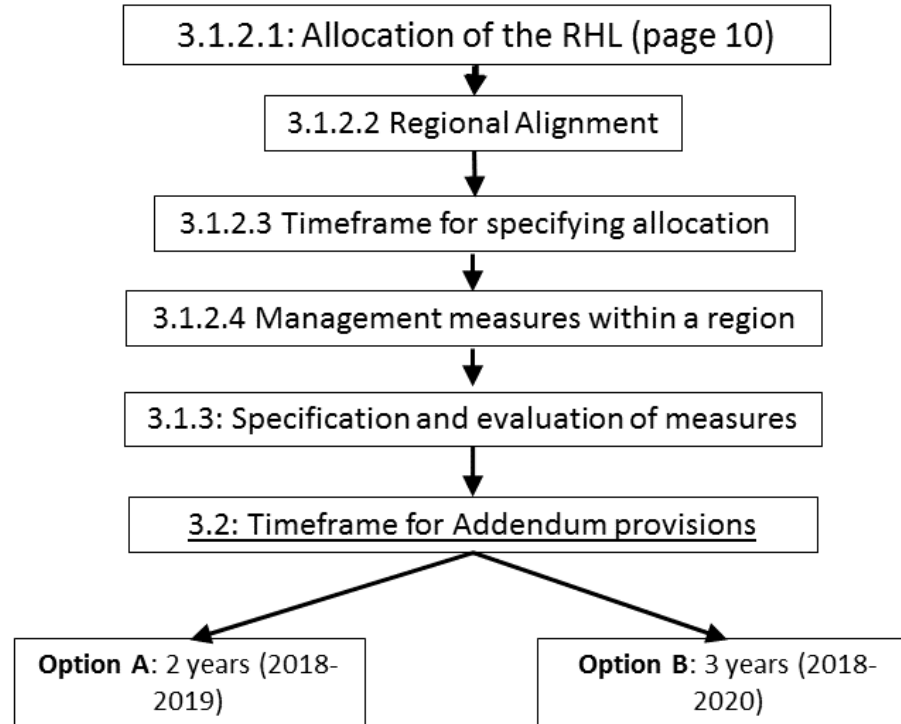 3.1.2.1: Allocation of the RHL (page 10)
3.1.2.2 Regional Alignment
3.1.2.3 Timeframe for specifying allocation
3.1.2.4 Management measures within a region
3.1.3: Specification and evaluation of measures
3.2: Timeframe for Addendum provisions
Option A: 2 years (2018-
2019)
Option B: 3 years (2018-
2020)